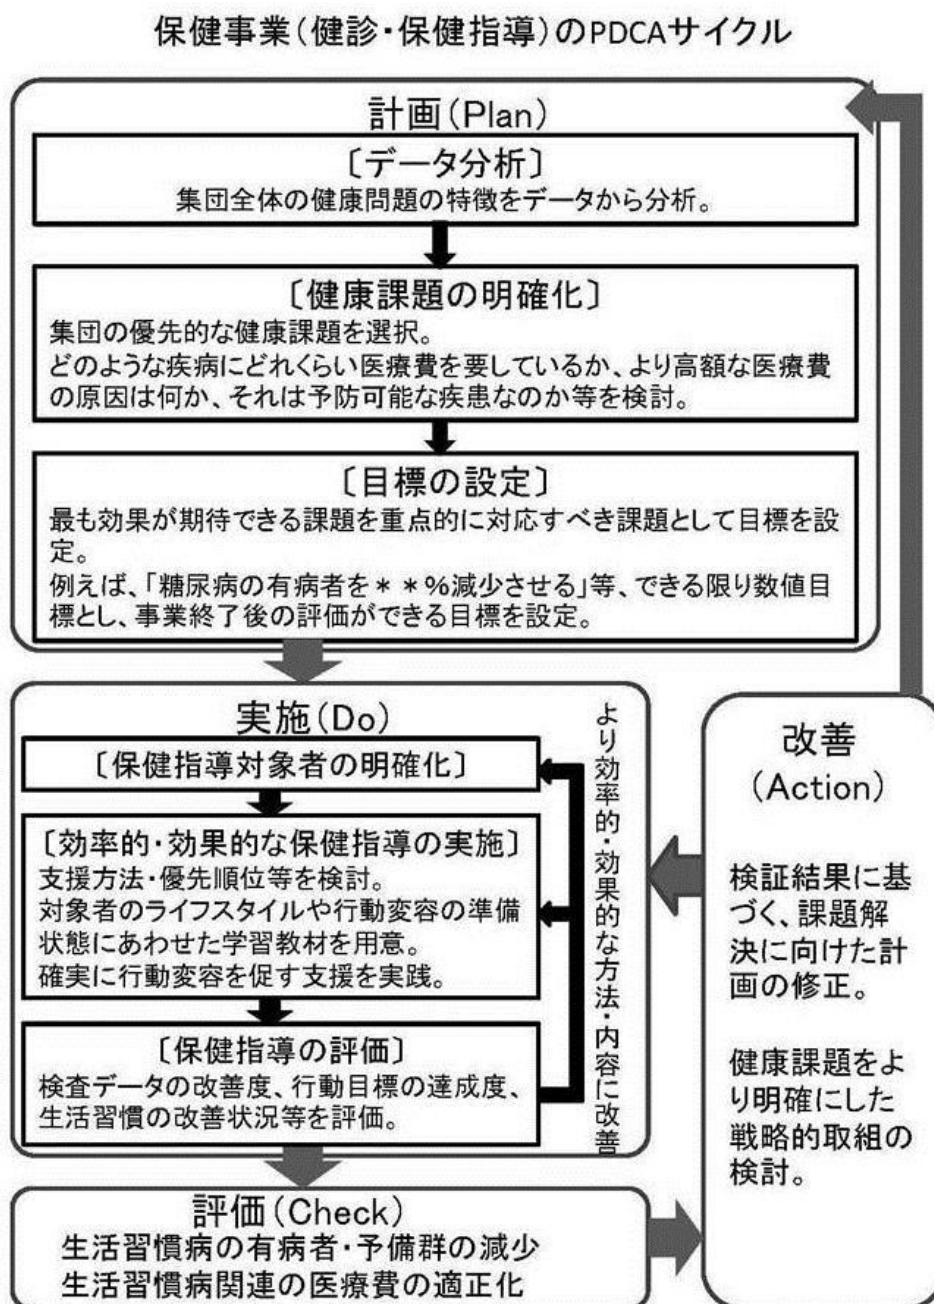 保健事業(健診・保健指導)のPDCAサイクル
計画(Plan)
〔データ分析〕
集団全体の健康問題の特徴をデータから分析。
〔健康課題の明確化〕
集団の優先的な健康課題を選択。
どのような疾病にどれくらい医療費を要しているか、より高額な医療費
の原因は何か、それは予防可能な疾患なのか等を検討。
〔目標の設定〕
最も効果が期待できる課題を重点的に対応すべき課題として目標を設
定。
例えば、「糖尿病の有病者を**%減少させる」等、できる限り数値目
標とし、事業終了後の評価ができる目標を設定。
実施(Do)
〔保健指導対象者の明確化〕
〔効率的・効果的な保健指導の実施〕
支援方法・優先順位等を検討。
対象者のライフスタイルや行動変容の準備
状態にあわせた学習教材を用意。
確実に行動変容を促す支援を実践。
〔保健指導の評価〕
検査データの改善度、行動目標の達成度、
生活習慣の改善状況等を評価。
より効率的・効果的な方法・内容に改善
評価(Check)
生活習慣病の有病者・予備群の減少
生活習慣病関連の医療費の適正化
改善
(Action)
検証結果に基
づく、課題解
決に向けた計
画の修正。
健康課題をよ
り明確にした
戦略的取組の
検討。